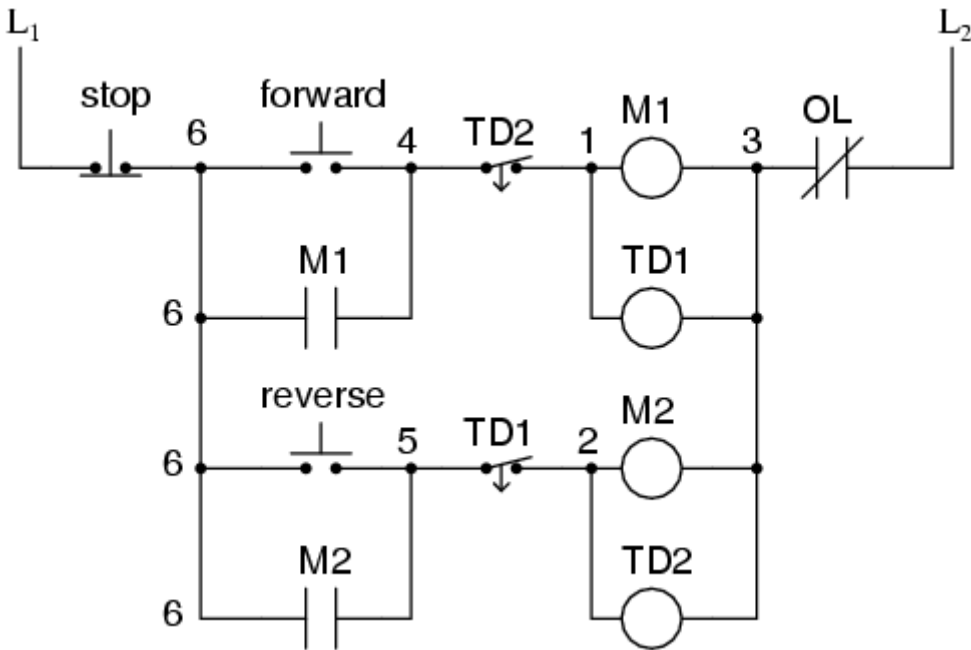 L1 L2
stop forward M1 OL
6 4 TD2 1 3
M1 TD1
6
reverse M2
6 5 TD1 2
M2 TD2
6